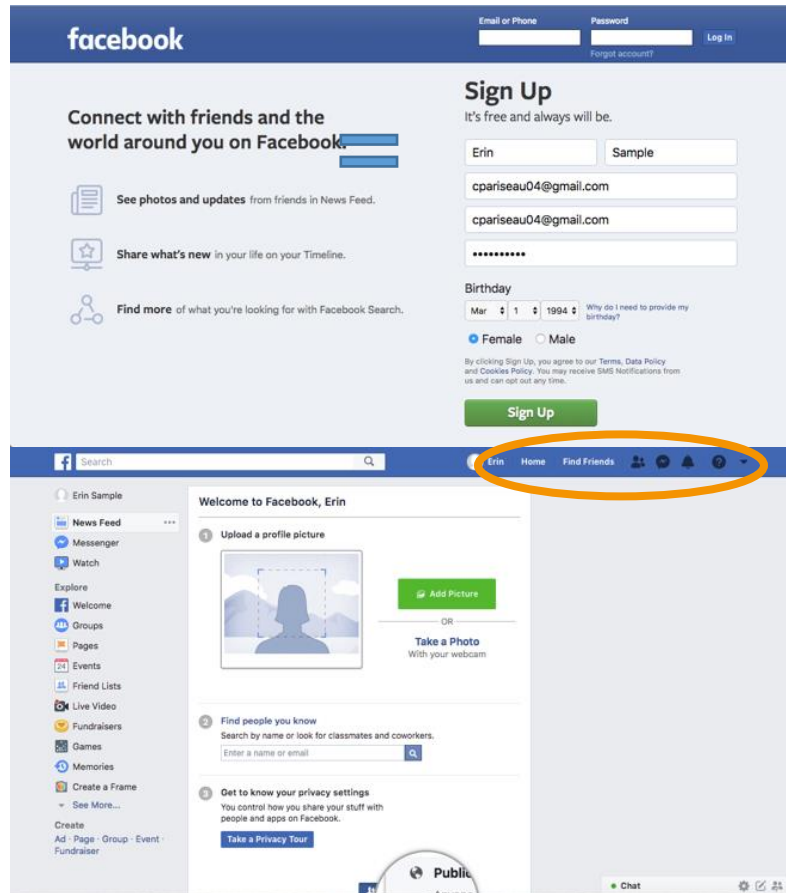 Email or Phone
Password
facebook
Log In
Forgot account?
Connect with friends and the
world around you on Facebook.
See photos and updates from friends in News Feed.
Share what's new in your life on your Timeline.
Find more of what you're looking for with Facebook Search.
Sign Up
It's free and always will be.
Erin
Sample
cpariseau04@gmail.com
cpariseau04@gmail.com
••••••••••
Birthday
Mar 1 1994
Why do I need to provide my
birthday?
Female Male
By clicking Sign Up, you agree to our Terms, Data Policy
and Cookies Policy. You may receive SMS Notifications from
us and can opt out any time.
Sign Up
f
Search
Erin Home Find Friends
Erin Sample
News Feed
Messenger
Watch
Explore
Welcome
Groups
Pages
24 Events
Friend Lists
Live Video
Fundraisers
Games
Memories
Create a Frame
See More...
Create
Ad · Page · Group · Event ·
Fundraiser
Welcome to Facebook, Erin
1 Upload a profile picture
Add Picture
OR
Take a Photo
With your webcam
2 Find people you know
Search by name or look for classmates and coworkers.
Enter a name or email
3 Get to know your privacy settings
You control how you share your stuff with
people and apps on Facebook.
Take a Privacy Tour
Chat